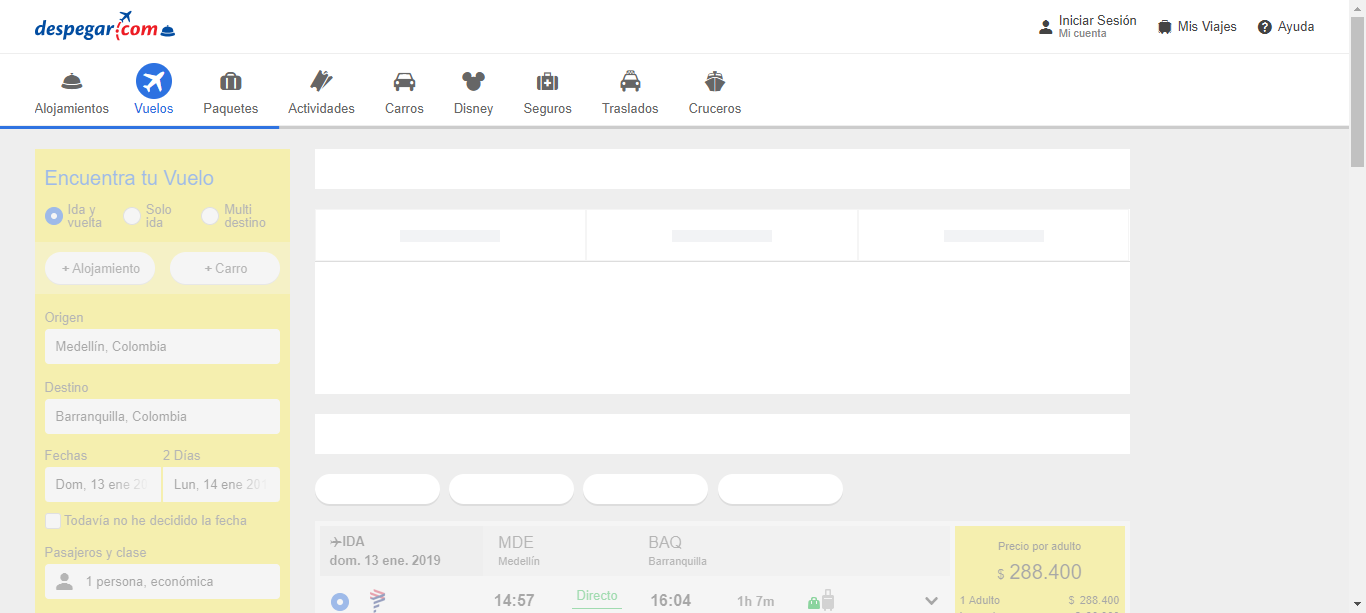 despegar.com
Iniciar Sesión
Mi cuenta
Mis Viajes
Ayuda
Alojamientos
Vuelos
Paquetes
Actividades
Carros
Disney
Seguros
Traslados
Cruceros
Encuentra tu Vuelo
Ida y vuelta
Solo ida
Multi destino
+ Alojamiento
+ Carro
Origen
Medellín, Colombia
Destino
Barranquilla, Colombia
Fechas
2 Días
Dom, 13 ene 20
Lun, 14 ene 201
Todavía no he decidido la fecha
Pasajeros y clase
1 persona, económica
IDA
dom. 13 ene. 2019
MDE
Medellín
BAQ
Barranquilla
14:57
Directo
16:04
1h 7m
Precio por adulto
$ 288.400
1 Adulto
$ 288.400